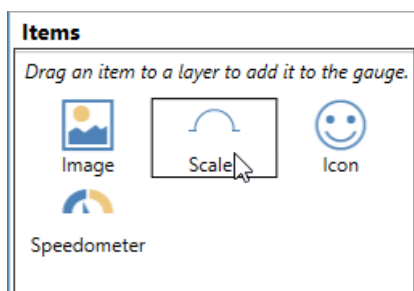 Items
Drag an item to a layer to add it to the gauge.
Image
Scale
Icon
Speedometer